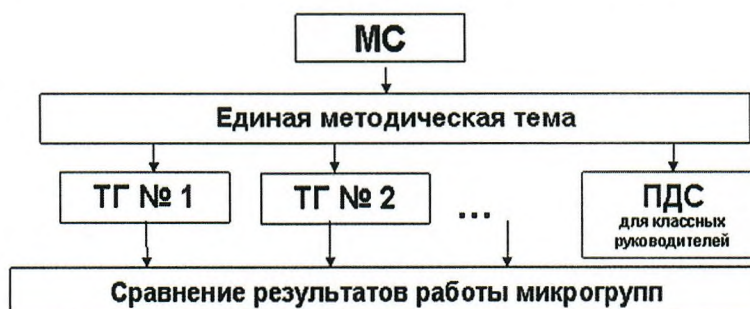 МС
Единая методическая тема
ТГ № 1
ТГ № 2
...
ПДС
для классных
руководителей
Сравнение результатов работы микрогрупп